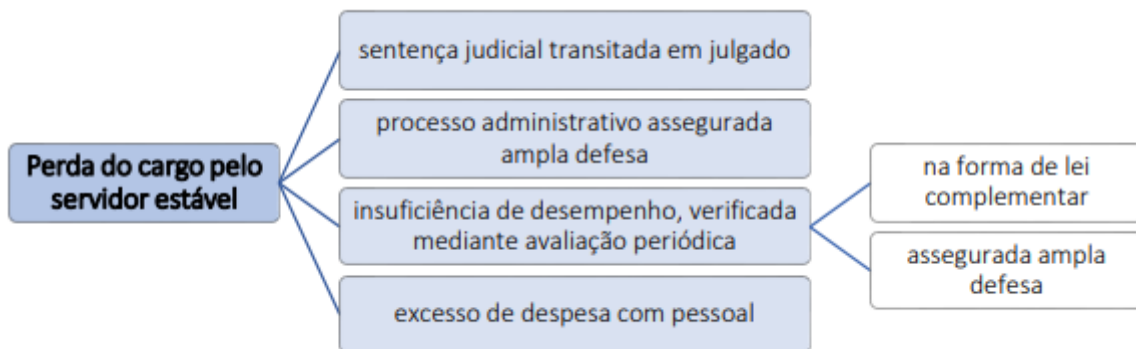 Perda do cargo pelo
servidor estável
sentença judicial transitada em julgado
processo administrativo assegurada
ampla defesa
insuficiência de desempenho, verificada
mediante avaliação periódica
na forma de lei
complementar
assegurada ampla
defesa
excesso de despesa com pessoal